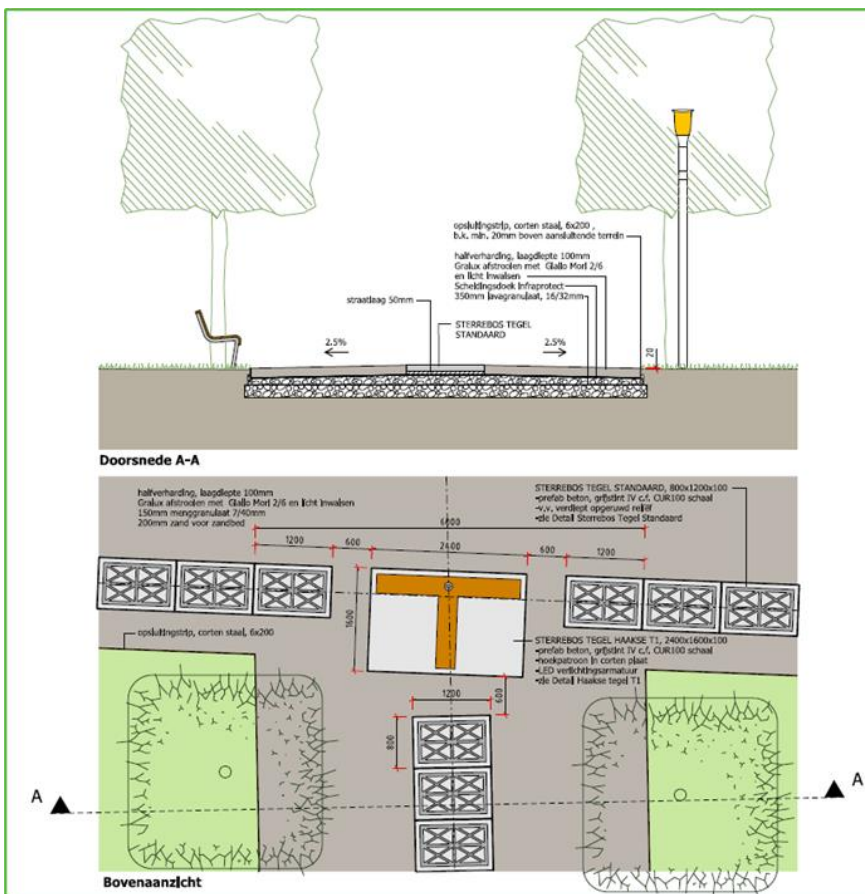 opsluitingstrip, corten staal, 6x200 ,
b.k. min. 20mm boven aansluitende terrein
halfverharding, laagdiepte 100mm
Gralux afstrooien met Giallo Mori 2/6
en licht inwalsen
Scheidingsdoek Infraprotect
350mm lavagranulaat, 16/32mm
straatlaag 50mm
STERREBOS TEGEL
STANDAARD
2.5%
2.5%
20
Doorsnede A-A
halfverharding, laagdiepte 100mm
Gralux afstrooien met Giallo Mori 2/6 en licht inwalsen
150mm menggranulaat 7/40mm
200mm zand voor zandbed
STERREBOS TEGEL STANDAARD, 800x1200x100
-prefab beton, grijstint IV c.f. CUR100 schaal
-v.v. verdiept opgeruwd reliëf
-zie Detail Sterrebos Tegel Standaard
6000
1200
600
2400
600
1200
1600
opsluitingstrip, corten staal, 6x200
STERREBOS TEGEL HAAKSE T1, 2400x1600x100
-prefab beton, grijstint IV c.f. CUR100 schaal
-hoekpatroon in corten plaat
-LED verlichtingsarmatuur
-zie Detail Haakse tegel T1
1200
600
800
A
A
Bovenaanzicht